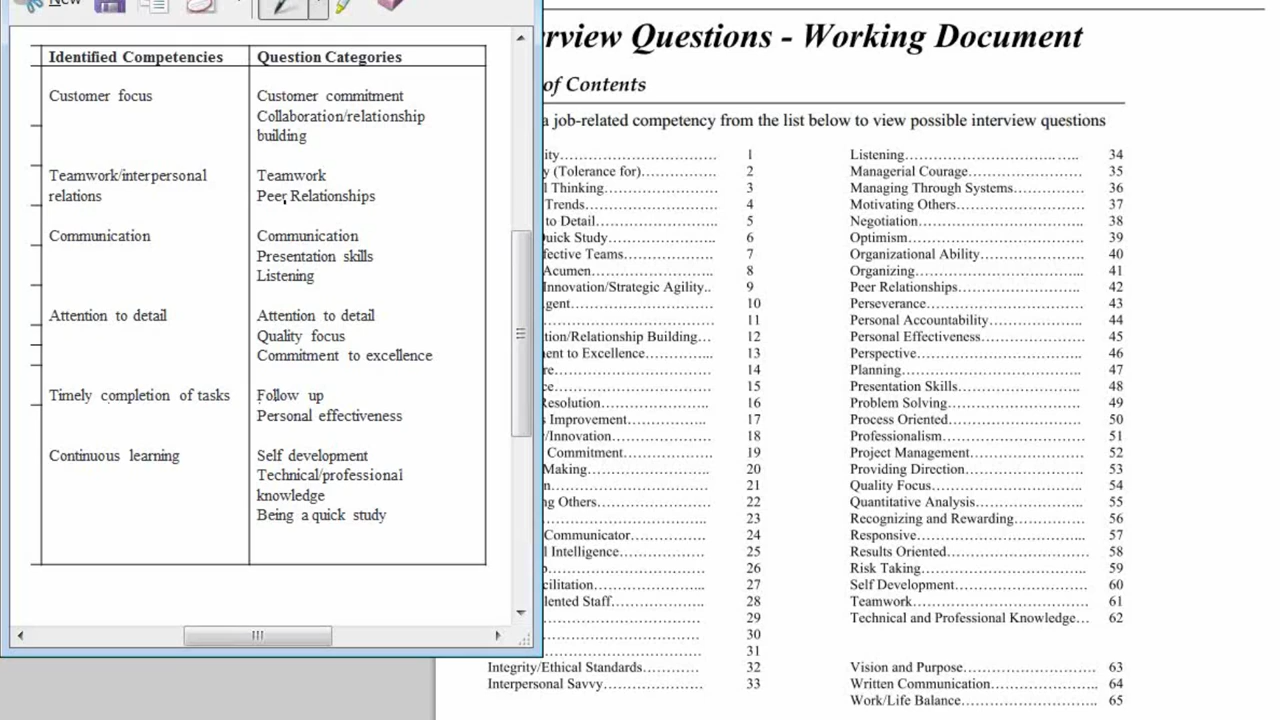 New
Identified Competencies Question Categories
Customer focus Customer commitment
Collaboration/relationship
building
Teamwork/interpersonal Teamwork
relations Peer Relationships
Communication Communication
Presentation skills
Listening
Attention to detail Attention to detail
Quality focus
Commitment to excellence
Timely completion of tasks Follow up
Personal effectiveness
Continuous learning Self development
Technical/professional
knowledge
Being a quick study
rview Questions - Working Document
of Contents
a job-related competency from the list below to view possible interview questions
ity 1
y (Tolerance for) 2
l Thinking 3
Trends 4
to Detail 5
Quick Study 6
fective Teams 7
Acumen 8
Innovation/Strategic Agility.. 9
gent 10
11
tion/Relationship Building 12
ment to Excellence 13
re 14
ce 15
Resolution 16
s Improvement 17
/Innovation 18
Commitment 19
Making 20
n 21
ng Others 22
23
Communicator 24
l Intelligence 25
26
cilitation 27
lented Staff 28
29
30
31
Integrity/Ethical Standards 32
Interpersonal Savvy 33
Listening 34
Managerial Courage 35
Managing Through Systems 36
Motivating Others 37
Negotiation 38
Optimism 39
Organizational Ability 40
Organizing 41
Peer Relationships 42
Perseverance 43
Personal Accountability 44
Personal Effectiveness 45
Perspective 46
Planning 47
Presentation Skills 48
Problem Solving 49
Process Oriented 50
Professionalism 51
Project Management 52
Providing Direction 53
Quality Focus 54
Quantitative Analysis 55
Recognizing and Rewarding 56
Responsive 57
Results Oriented 58
Risk Taking 59
Self Development 60
Teamwork 61
Technical and Professional Knowledge 62
Vision and Purpose 63
Written Communication 64
Work/Life Balance 65